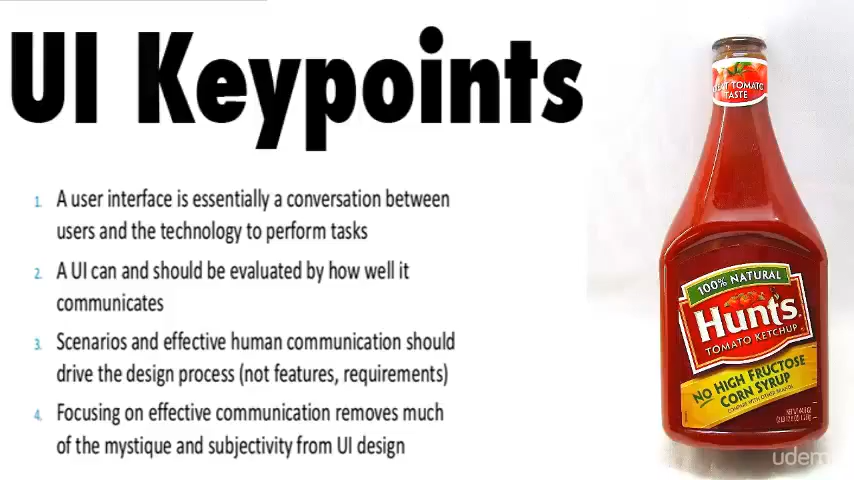 UI Keypoints
1. A user interface is essentially a conversation between
users and the technology to perform tasks
2. A UI can and should be evaluated by how well it
communicates
3. Scenarios and effective human communication should
drive the design process (not features, requirements)
4. Focusing on effective communication removes much
of the mystique and subjectivity from UI design
TOMATO
TASTE
100% NATURAL
Hunt's
TOMATO KETCHUP
NO HIGH FRUCTOSE
CORN SYRUP